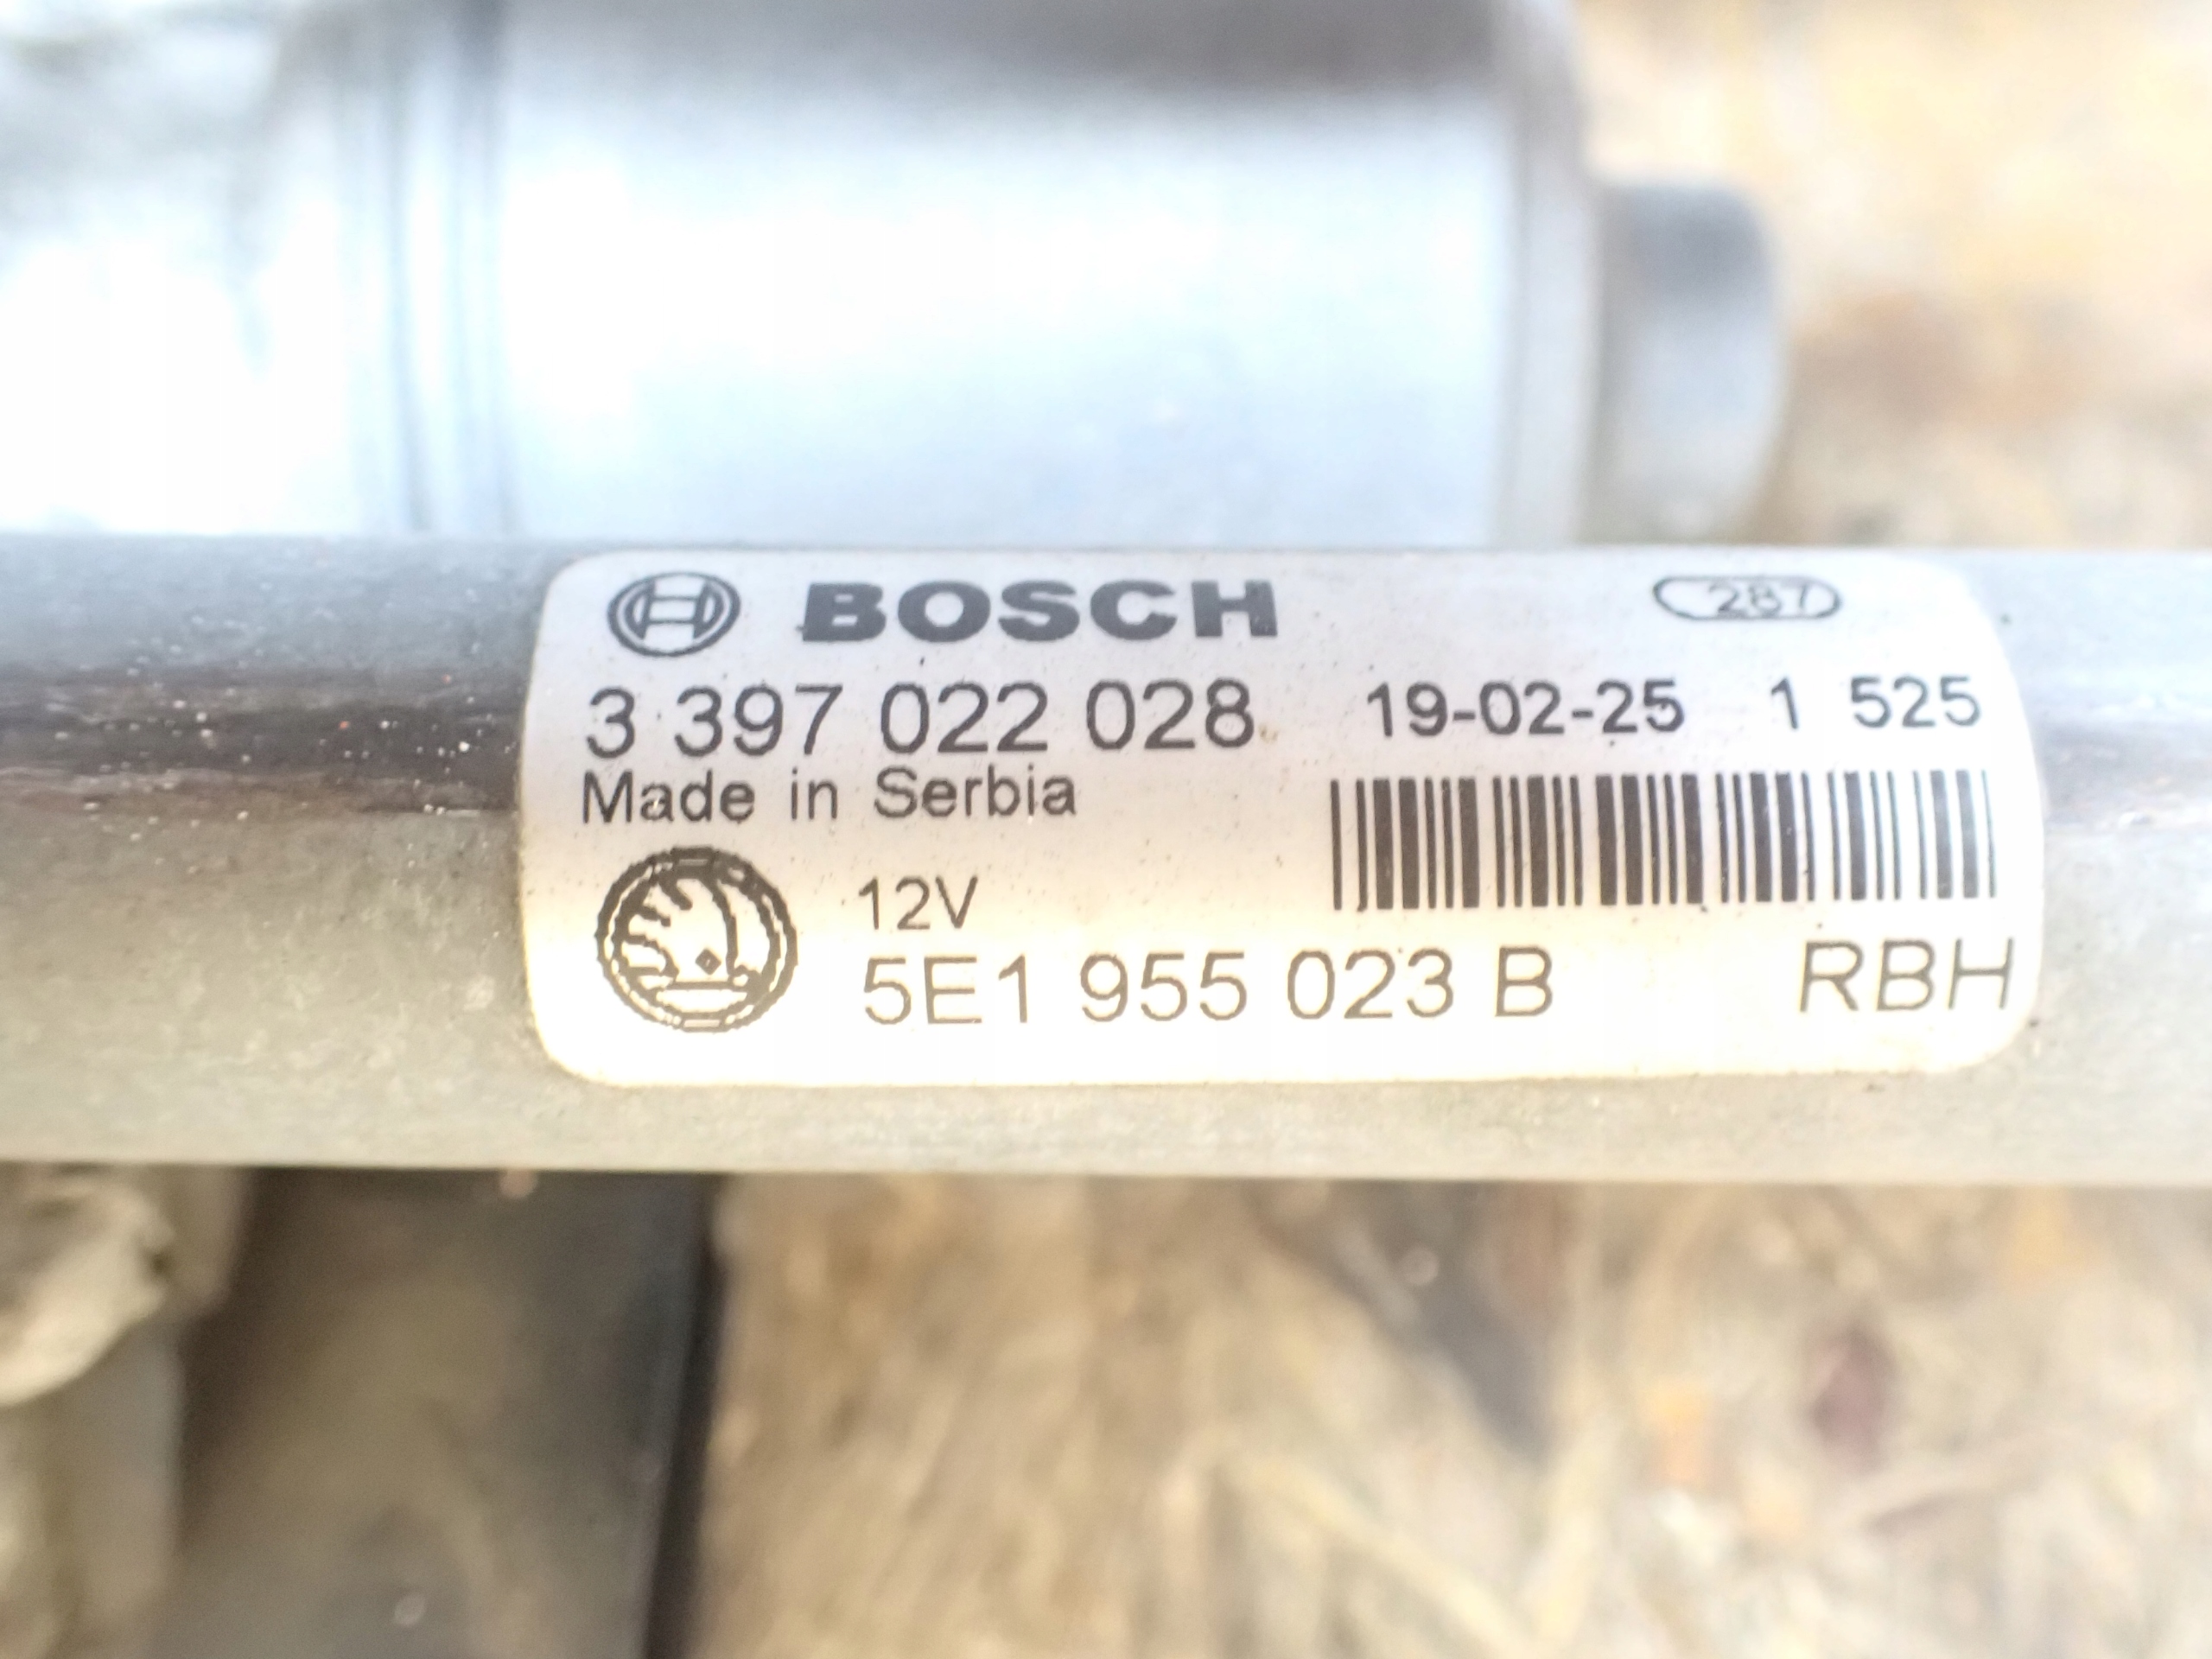 BOSCH 287
3 397 022 028 19-02-25 1 525
Made in Serbia
12V
5E1 955 023 B RBH